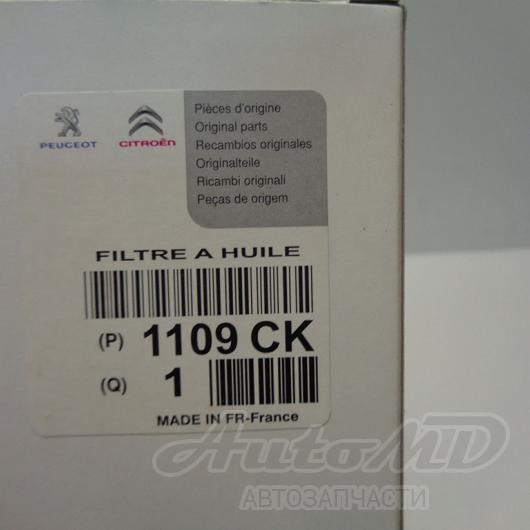 PEUGEOT
CITROËN
Pièces d'origine
Original parts
Recambios originales
Originalteile
Ricambi originali
Peças de origem
FILTRE A HUILE
(P) 1109 CK
(Q) 1
MADE IN FR-France
AutoMD
АВТОЗАПЧАСТИ